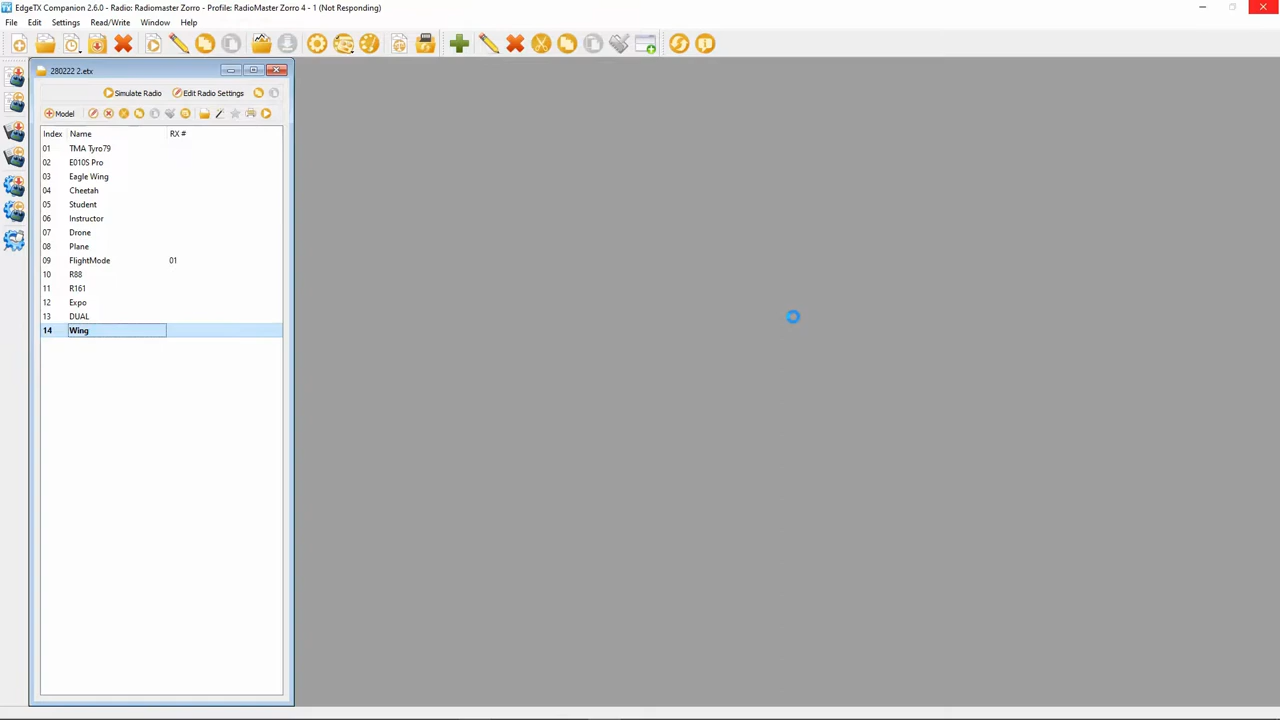 EdgeTX Companion 2.6.0 - Radio: Radiomaster Zorro - Profile: RadioMaster Zorro 4 - 1 (Not Responding)
File Edit Settings Read/Write Window Help
280222 2.etx
Simulate Radio Edit Radio Settings
Model
Index Name RX #
01 TMA Tyro79
02 E010S Pro
03 Eagle Wing
04 Cheetah
05 Student
06 Instructor
07 Drone
08 Plane
09 FlightMode 01
10 R88
11 R161
12 Expo
13 DUAL
14 Wing